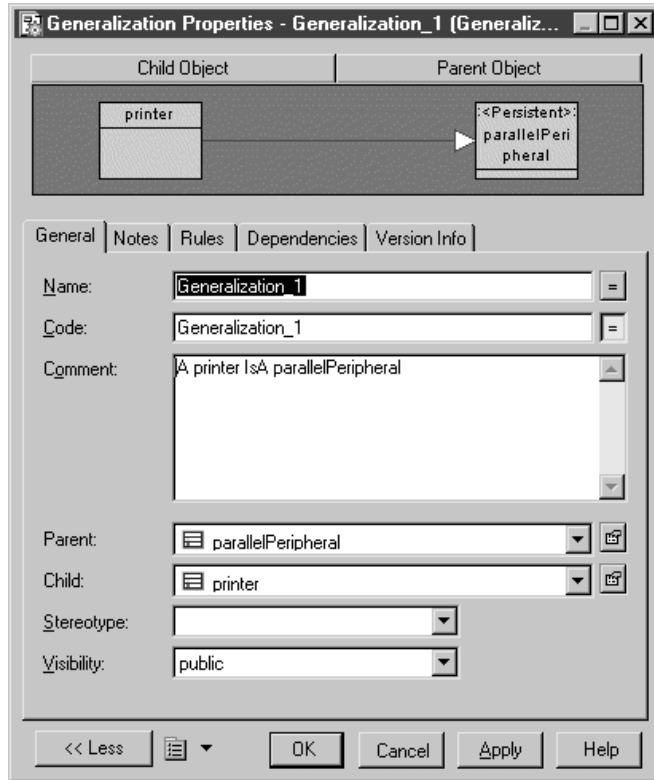 Generalization Properties - Generalization_1 (Generaliz...
Child Object Parent Object
printer
:<Persistent>:
parallelPeri
pheral
General Notes Rules Dependencies Version Info
Name: Generalization_1 =
Code: Generalization_1 =
Comment: A printer IsA parallelPeripheral
Parent: parallelPeripheral
Child: printer
Stereotype:
Visibility: public
<< Less OK Cancel Apply Help